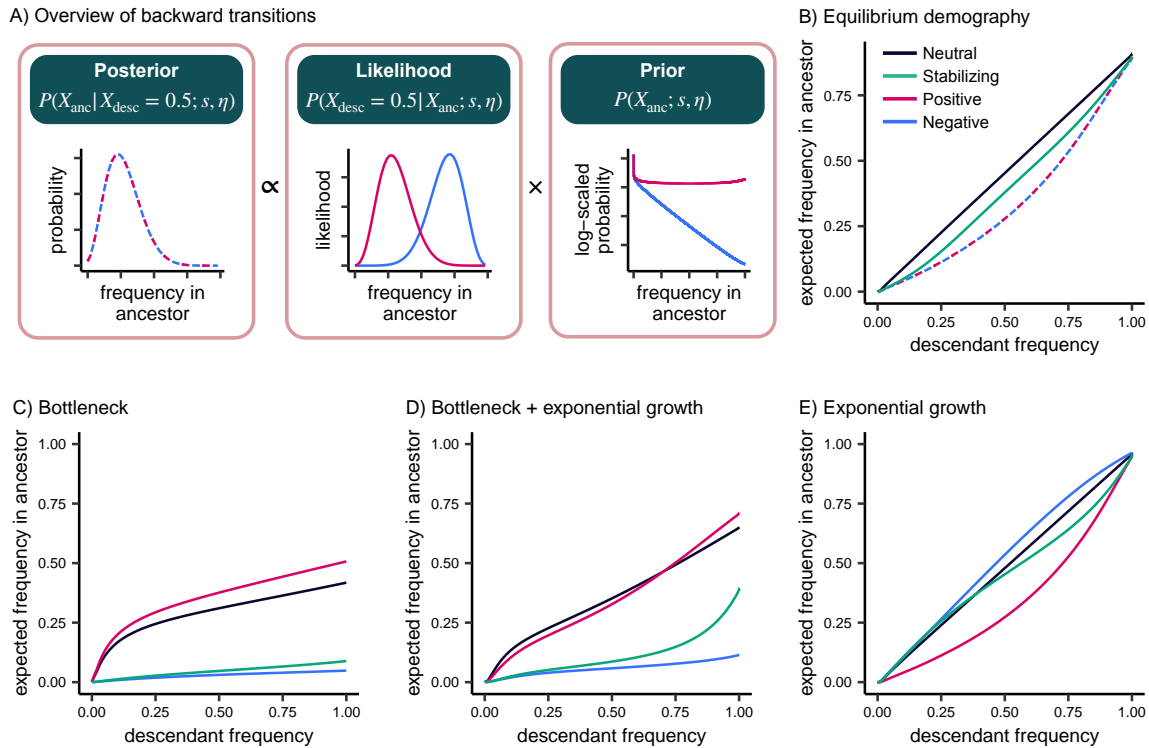 A) Overview of backward transitions
Posterior
P(X_anc|X_desc = 0.5; s, η)
probability
frequency in
ancestor
∝
Likelihood
P(X_desc = 0.5|X_anc; s, η)
likelihood
frequency in
ancestor
×
Prior
P(X_anc; s, η)
log−scaled
probability
frequency in
ancestor
B) Equilibrium demography
expected frequency in ancestor
1.00
0.75
0.50
0.25
0.00
Neutral
Stabilizing
Positive
Negative
0.00 0.25 0.50 0.75 1.00
descendant frequency
C) Bottleneck
expected frequency in ancestor
1.00
0.75
0.50
0.25
0.00
0.00 0.25 0.50 0.75 1.00
descendant frequency
D) Bottleneck + exponential growth
expected frequency in ancestor
1.00
0.75
0.50
0.25
0.00
0.00 0.25 0.50 0.75 1.00
descendant frequency
E) Exponential growth
expected frequency in ancestor
1.00
0.75
0.50
0.25
0.00
0.00 0.25 0.50 0.75 1.00
descendant frequency